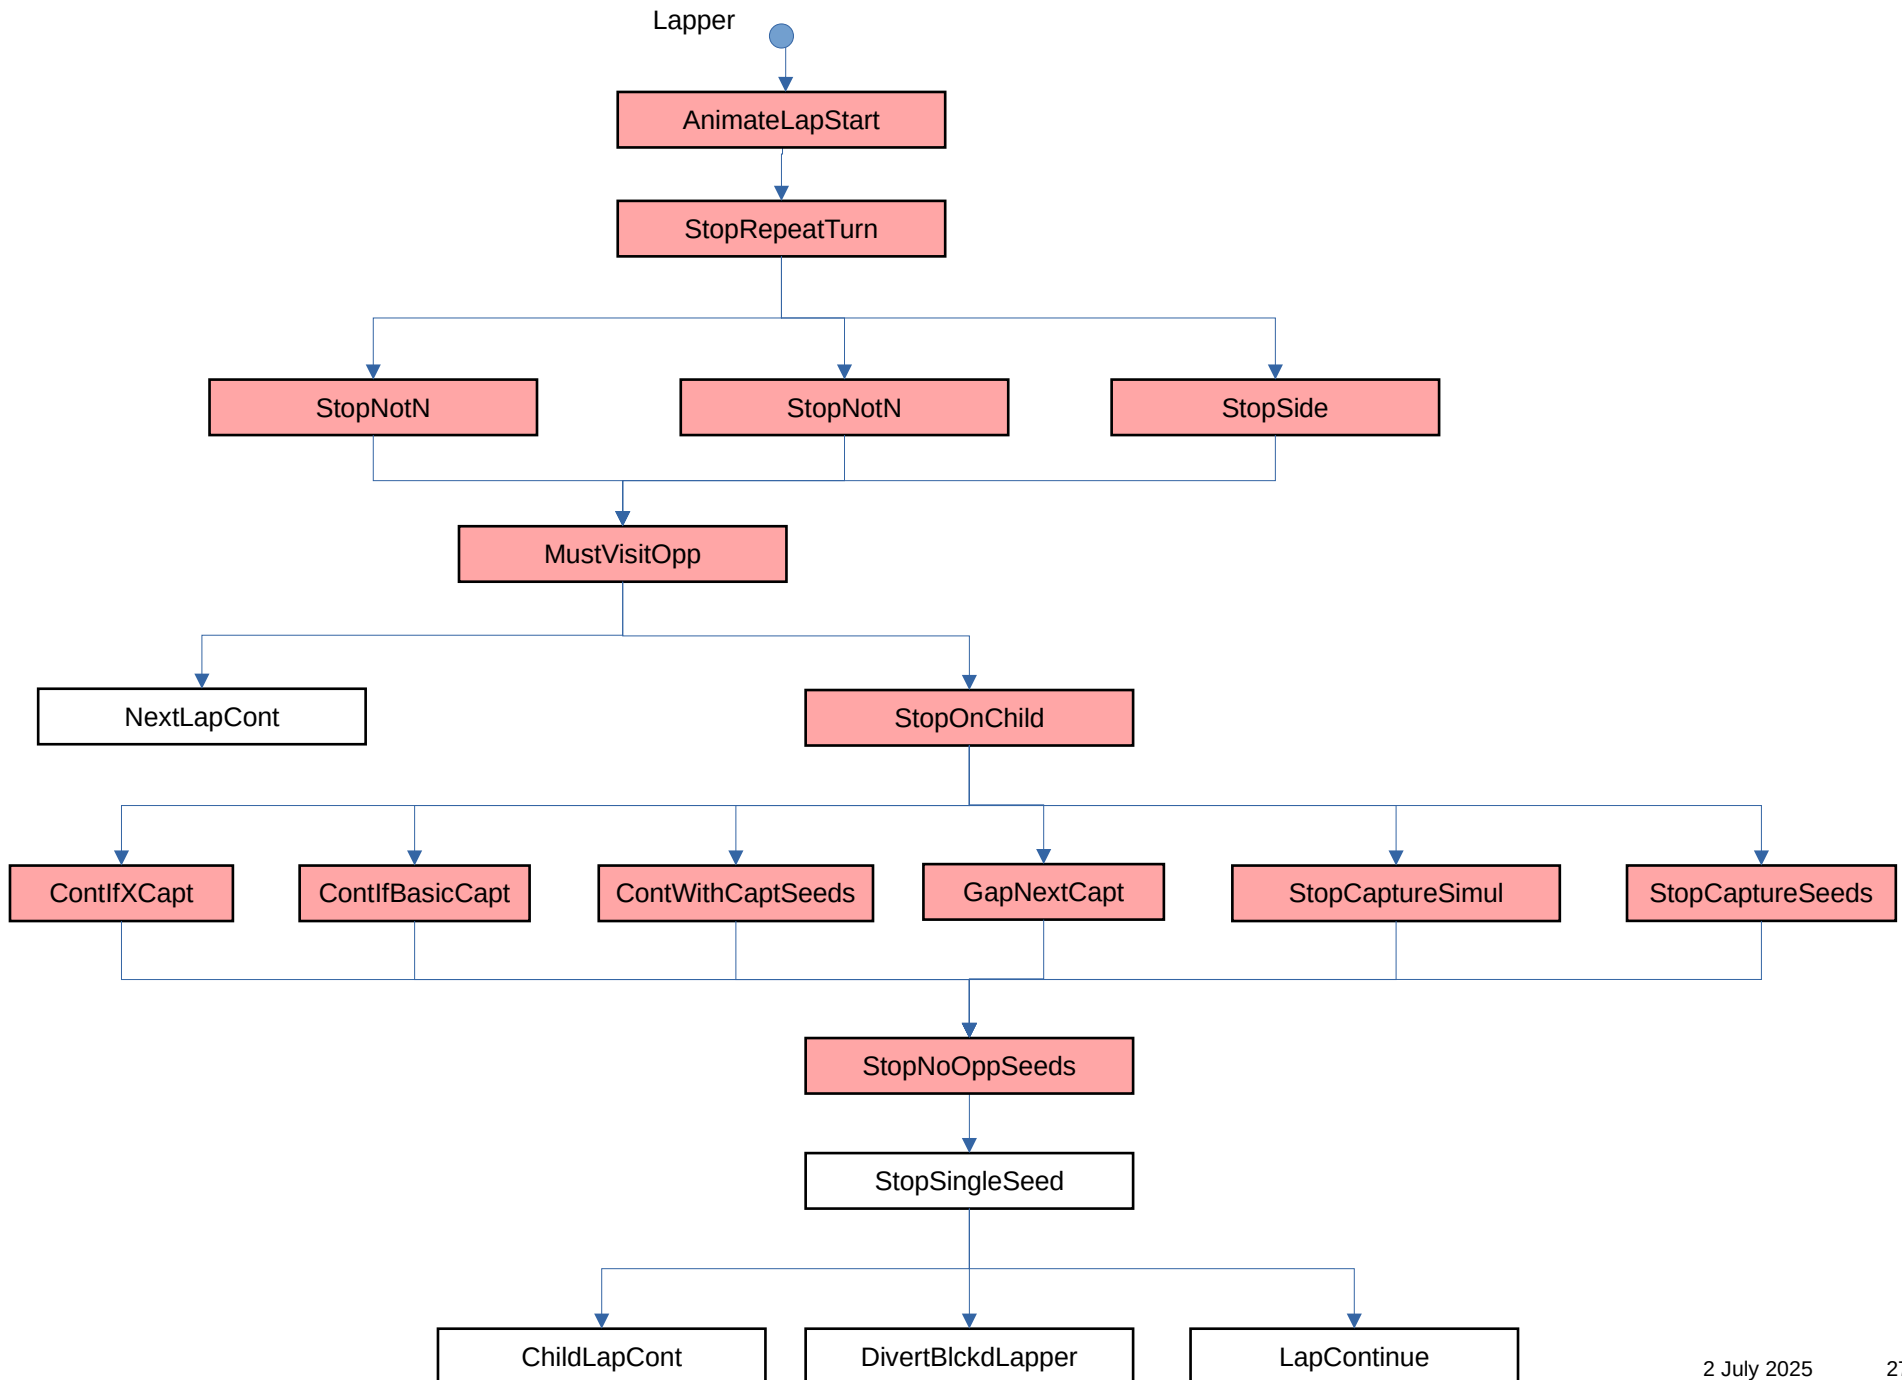 Lapper
AnimateLapStart
StopRepeatTurn
StopNotN
StopNotN
StopSide
MustVisitOpp
NextLapCont
StopOnChild
ContIfXCapt
ContIfBasicCapt
ContWithCaptSeeds
GapNextCapt
StopCaptureSimul
StopCaptureSeeds
StopNoOppSeeds
StopSingleSeed
ChildLapCont
DivertBlckdLapper
LapContinue
2 July 2025